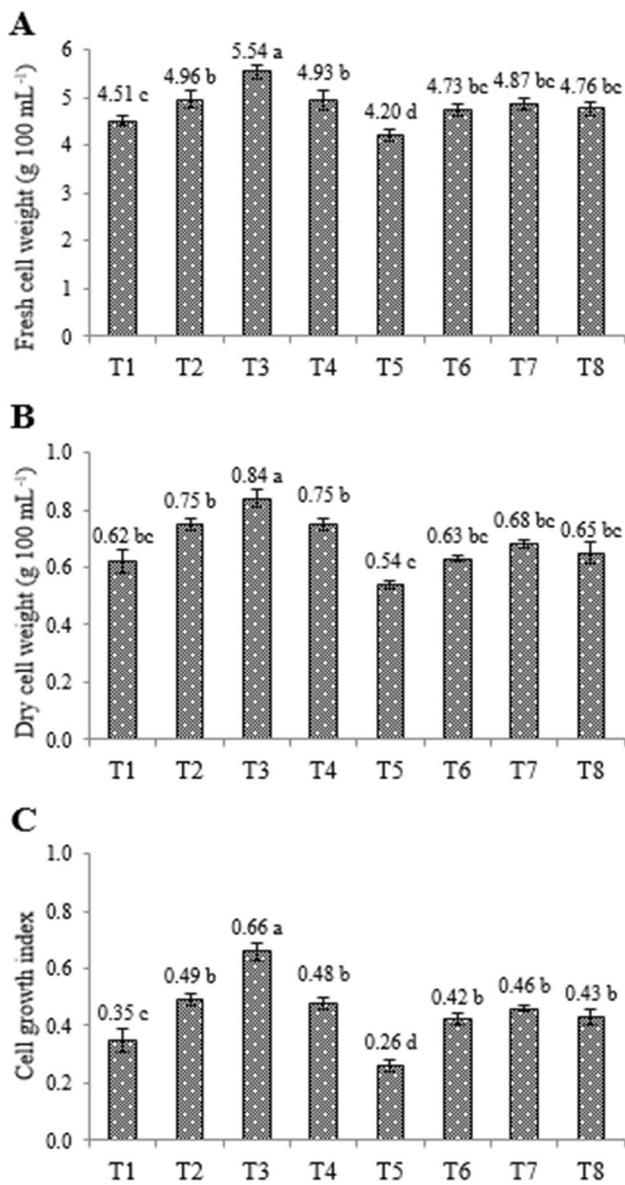 A
Fresh cell weight (g 100 mL⁻¹)
6
5
4
3
2
1
0
4.51 c
4.96 b
5.54 a
4.93 b
4.20 d
4.73 bc
4.87 bc
4.76 bc
T1 T2 T3 T4 T5 T6 T7 T8
B
Dry cell weight (g 100 mL⁻¹)
1.0
0.8
0.6
0.4
0.2
0.0
0.62 bc
0.75 b
0.84 a
0.75 b
0.54 c
0.63 bc
0.68 bc
0.65 bc
T1 T2 T3 T4 T5 T6 T7 T8
C
Cell growth index
1.0
0.8
0.6
0.4
0.2
0.0
0.35 c
0.49 b
0.66 a
0.48 b
0.26 d
0.42 b
0.46 b
0.43 b
T1 T2 T3 T4 T5 T6 T7 T8